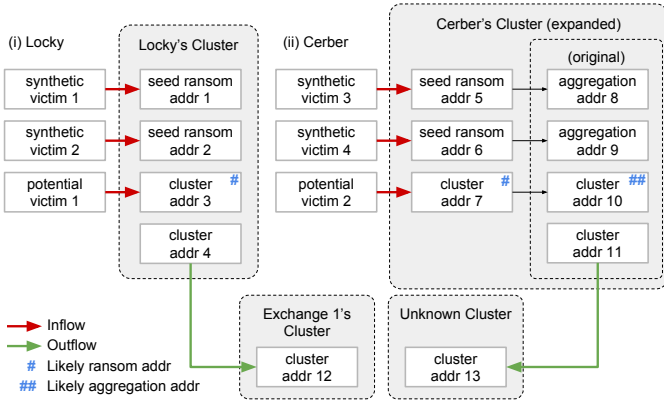 (i) Locky
Locky's Cluster
synthetic
victim 1
seed ransom
addr 1
synthetic
victim 2
seed ransom
addr 2
potential
victim 1
cluster
addr 3
#
cluster
addr 4
(ii) Cerber
Cerber's Cluster (expanded)
(original)
synthetic
victim 3
seed ransom
addr 5
aggregation
addr 8
synthetic
victim 4
seed ransom
addr 6
aggregation
addr 9
potential
victim 2
cluster
addr 7
#
cluster
addr 10
##
cluster
addr 11
Exchange 1's
Cluster
cluster
addr 12
Unknown Cluster
cluster
addr 13
Inflow
Outflow
# Likely ransom addr
## Likely aggregation addr